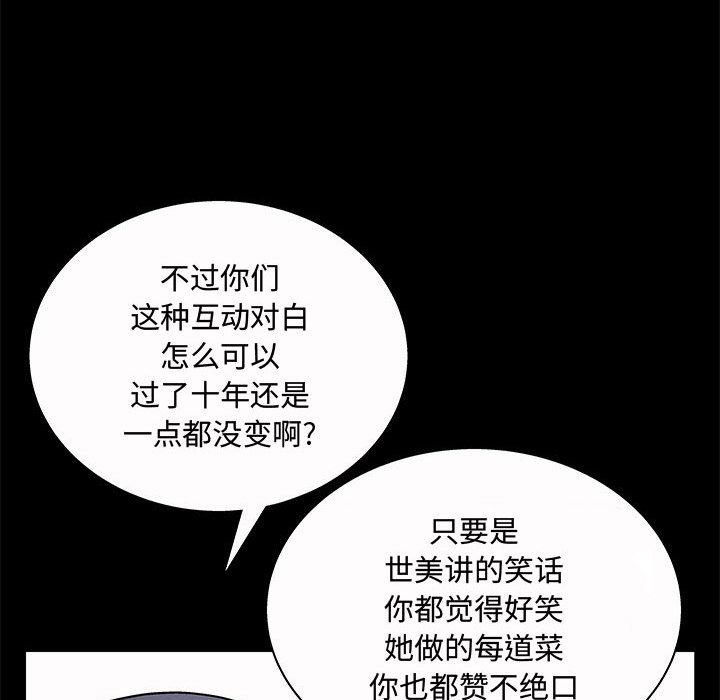 不过你们
这种互动对白
怎么可以
过了十年还是
一点都没变啊?
只要是
世美讲的笑话
你都觉得好笑
她做的每道菜
你也都赞不绝口